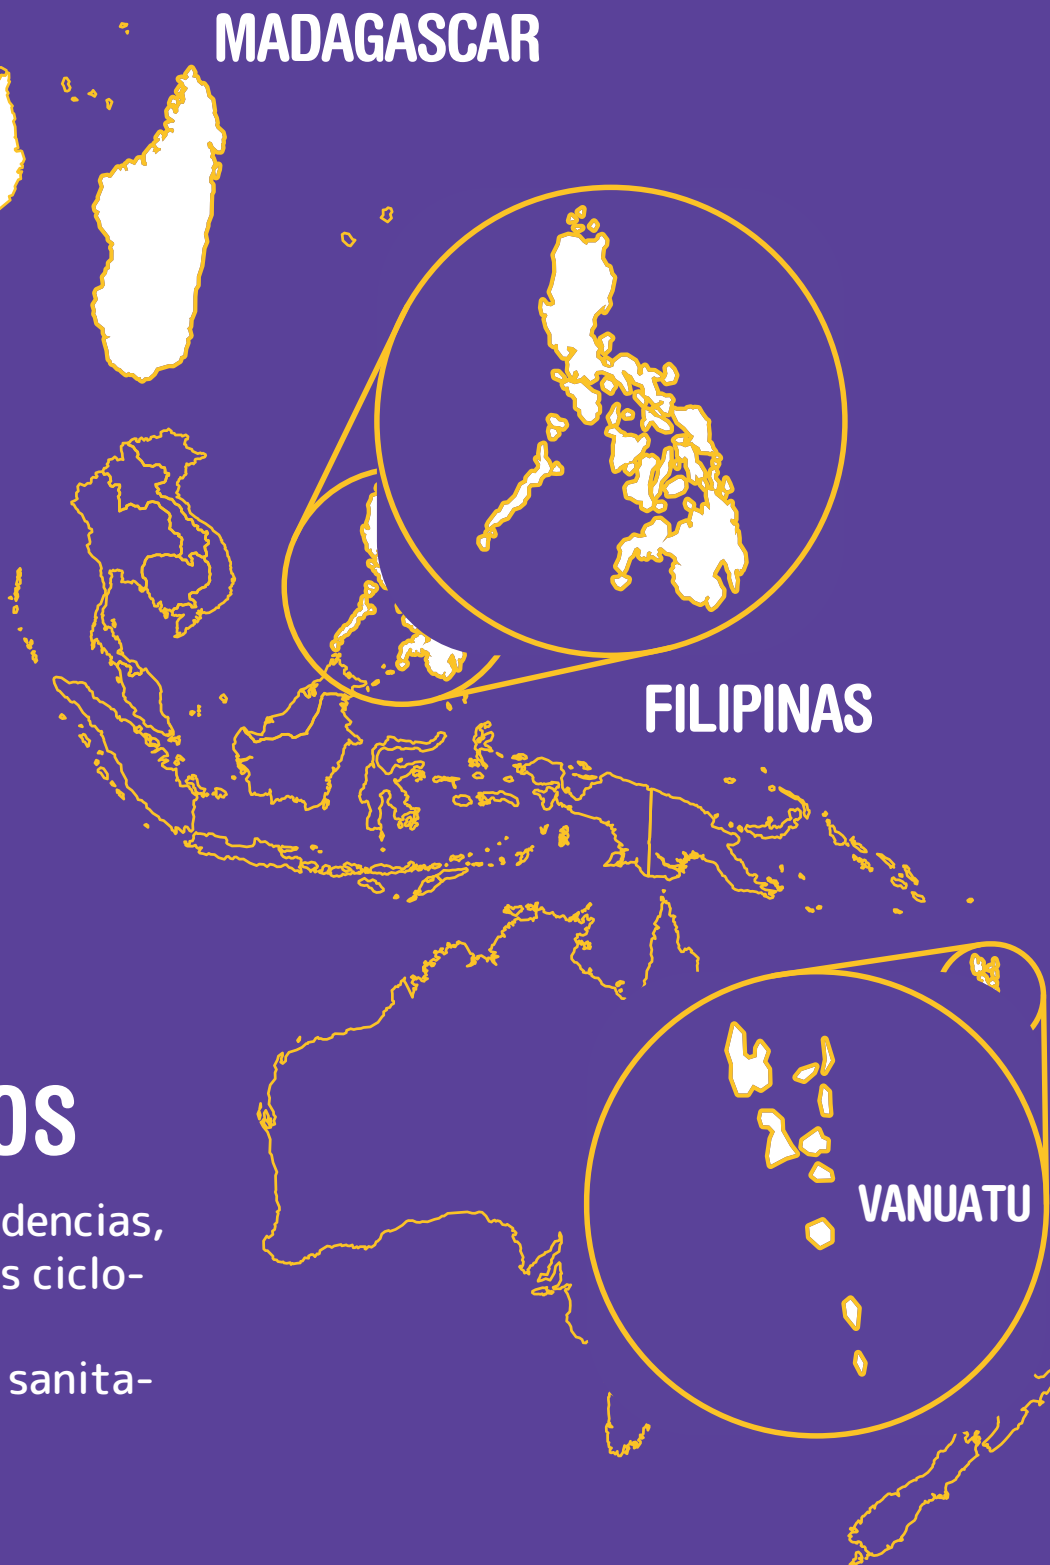 MADAGASCAR
FILIPINAS
VANUATU
OS
dencias,
s ciclo-
sanita-